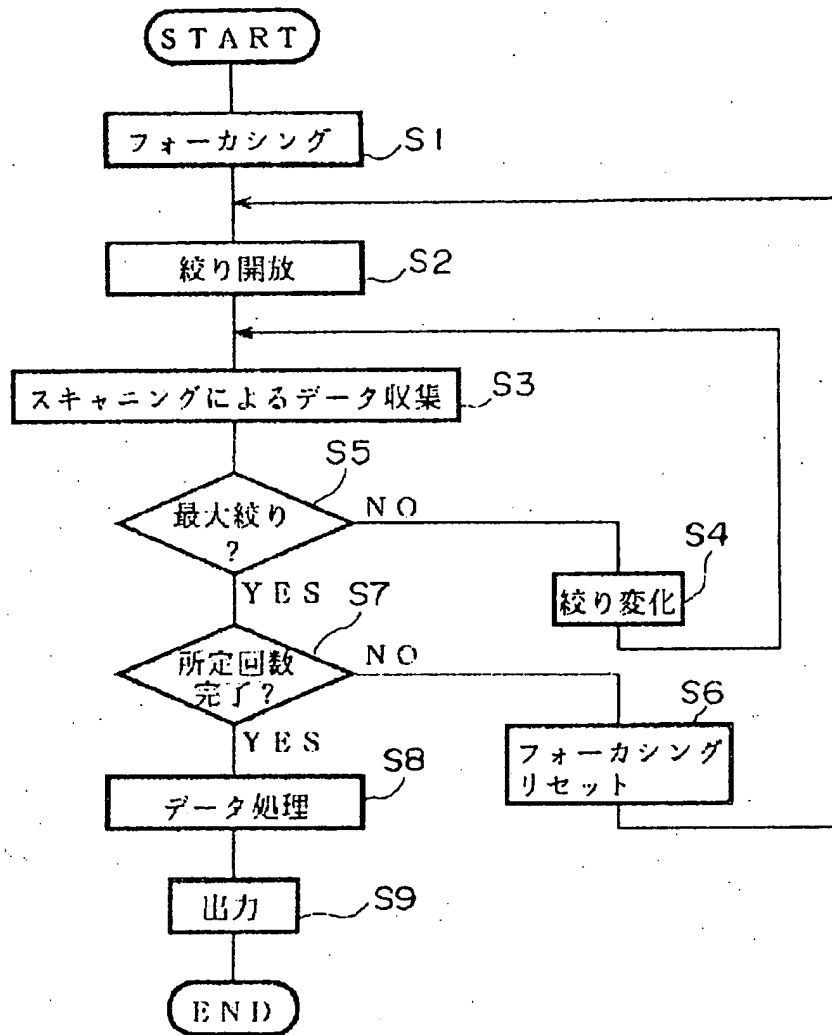 START
フォーカシング
S1
絞り開放
S2
スキャニングによるデータ収集
S3
S5
最大絞り
?
NO
YES
S4
絞り変化
S7
所定回数
完了?
NO
YES
S6
フォーカシング
リセット
S8
データ処理
出力
S9
END